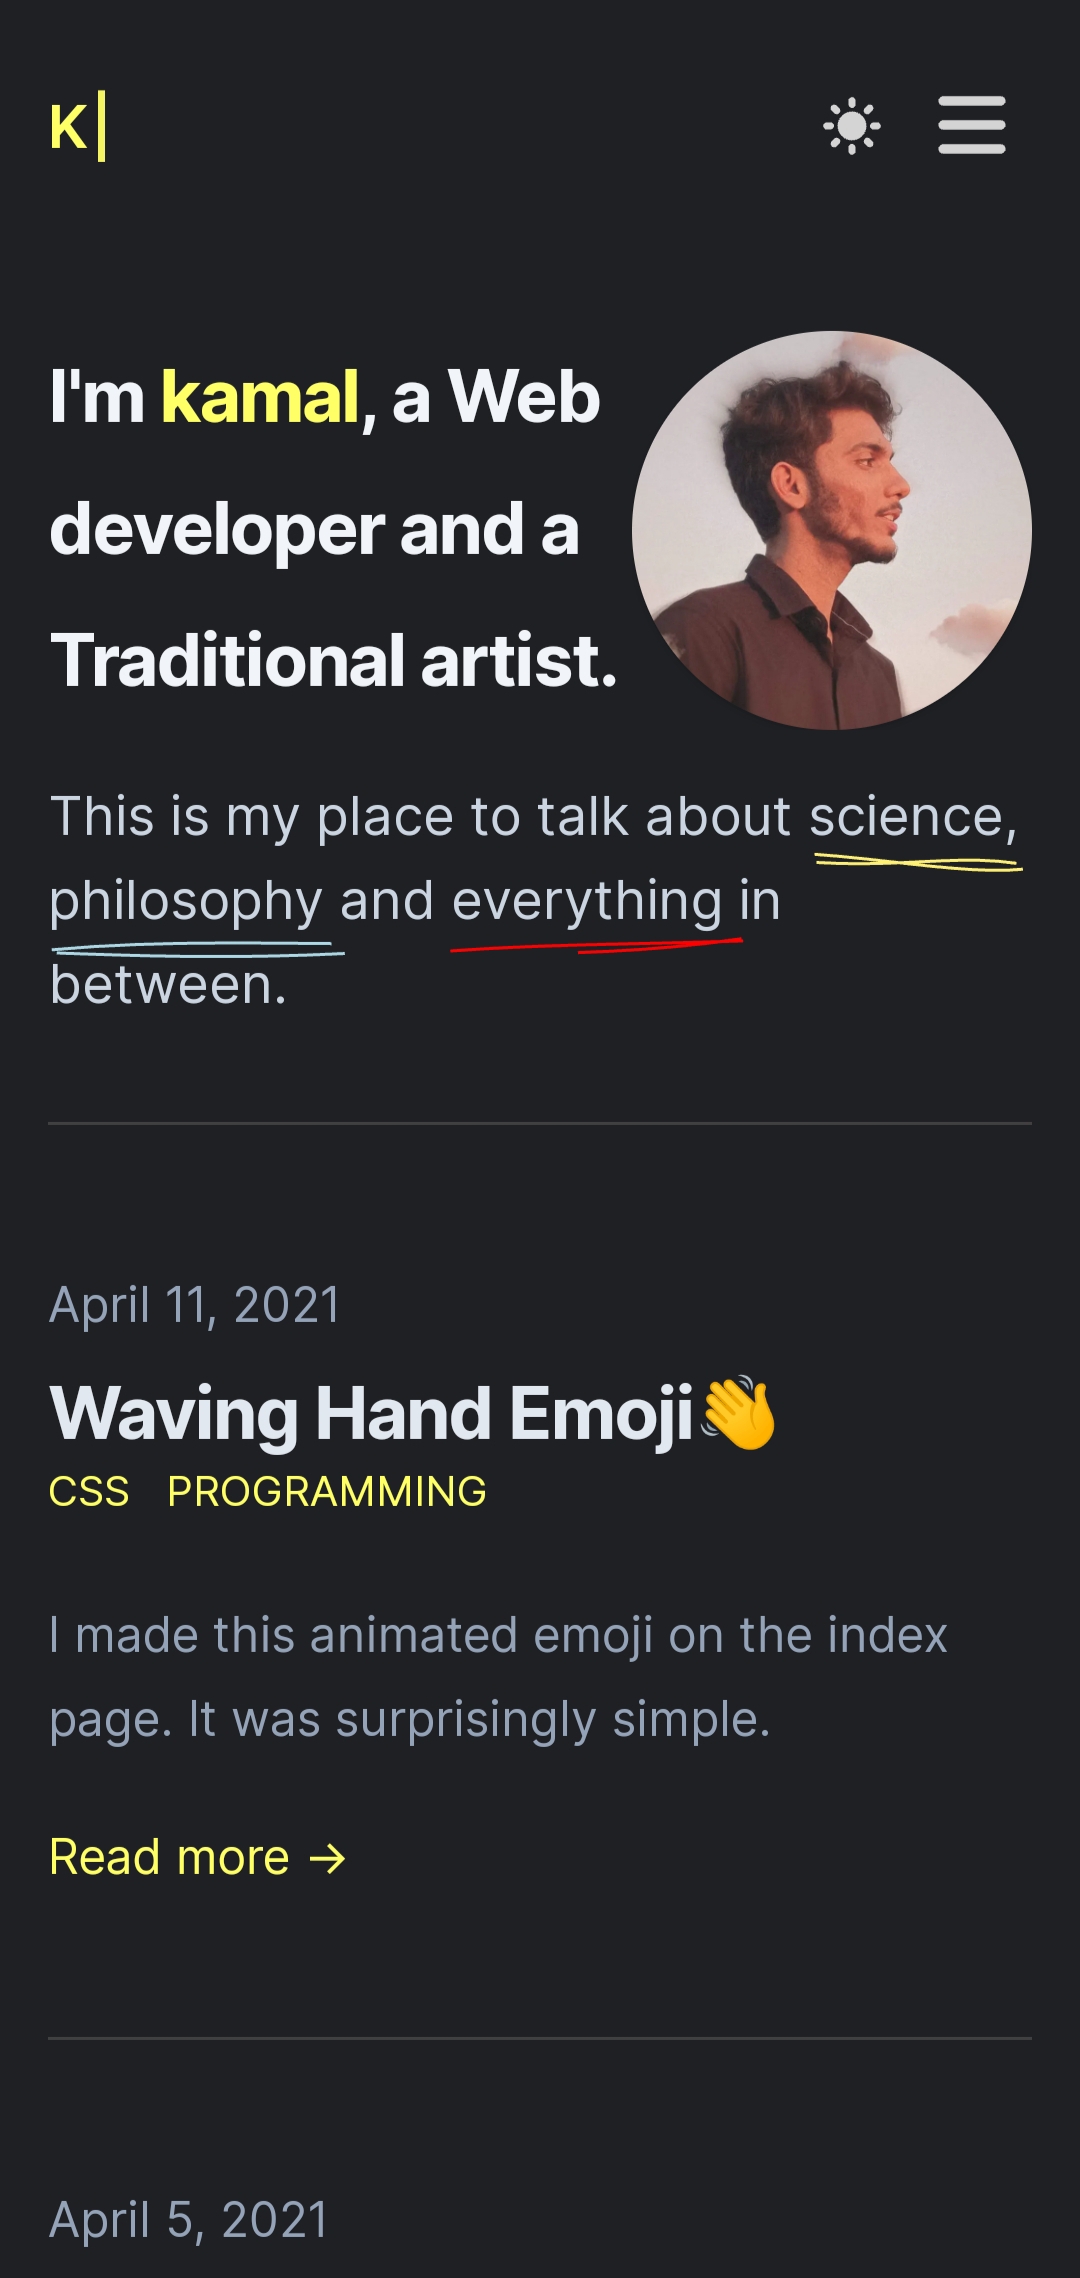 K|
I'm kamal, a Web
developer and a
Traditional artist.
This is my place to talk about science,
philosophy and everything in
between.
April 11, 2021
Waving Hand Emoji👋
CSS PROGRAMMING
I made this animated emoji on the index
page. It was surprisingly simple.
Read more →
April 5, 2021